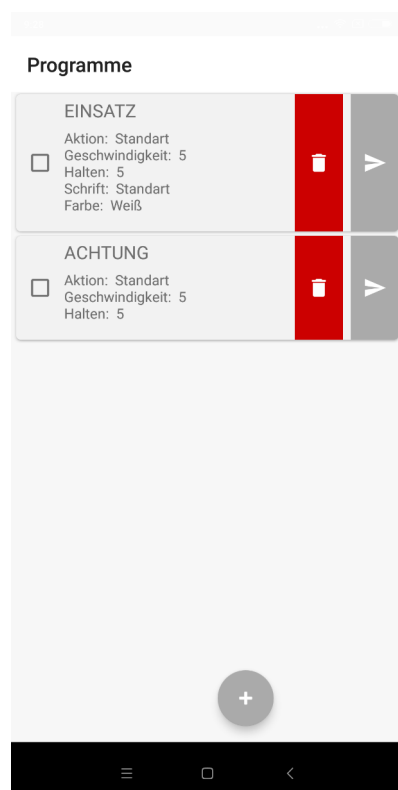 Programme
EINSATZ
Aktion: Standart
Geschwindigkeit: 5
Halten: 5
Schrift: Standart
Farbe: Weiß
ACHTUNG
Aktion: Standart
Geschwindigkeit: 5
Halten: 5